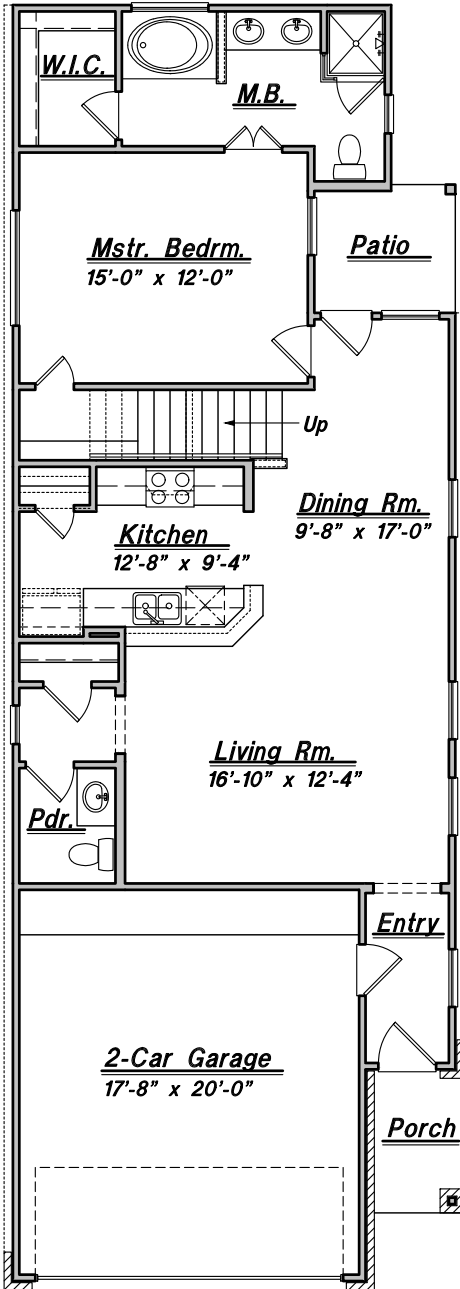 W.I.C.
M.B.
Mstr. Bedrm.
15'-0" x 12'-0"
Patio
Up
Dining Rm.
9'-8" x 17'-0"
Kitchen
12'-8" x 9'-4"
Living Rm.
16'-10" x 12'-4"
Pdr.
Entry
2-Car Garage
17'-8" x 20'-0"
Porch